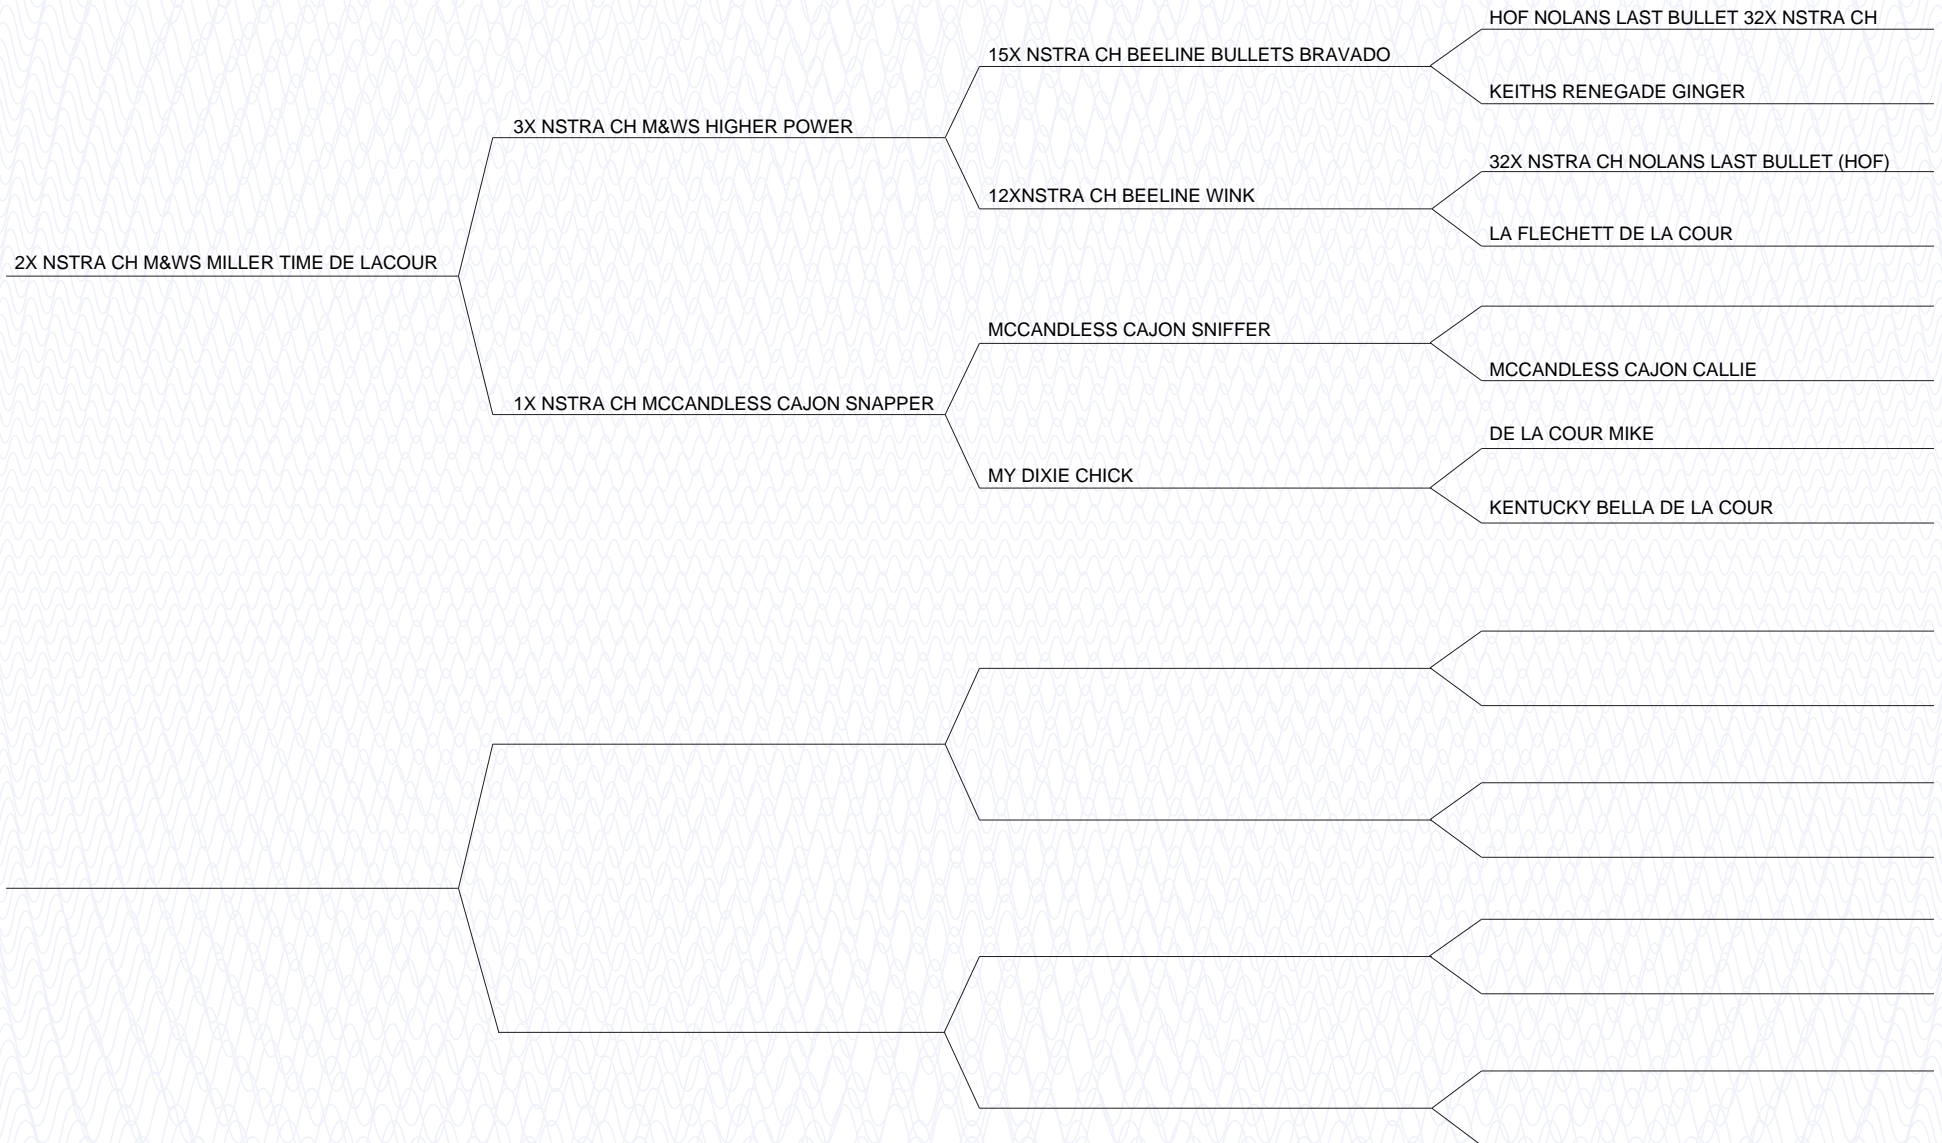 HOF NOLANS LAST BULLET 32X NSTRA CH
15X NSTRA CH BEELINE BULLETS BRAVADO
KEITHS RENEGADE GINGER
3X NSTRA CH M&WS HIGHER POWER
32X NSTRA CH NOLANS LAST BULLET (HOF)
12XNSTRA CH BEELINE WINK
LA FLECHETT DE LA COUR
2X NSTRA CH M&WS MILLER TIME DE LACOUR
MCCANDLESS CAJON SNIFFER
MCCANDLESS CAJON CALLIE
1X NSTRA CH MCCANDLESS CAJON SNAPPER
DE LA COUR MIKE
MY DIXIE CHICK
KENTUCKY BELLA DE LA COUR